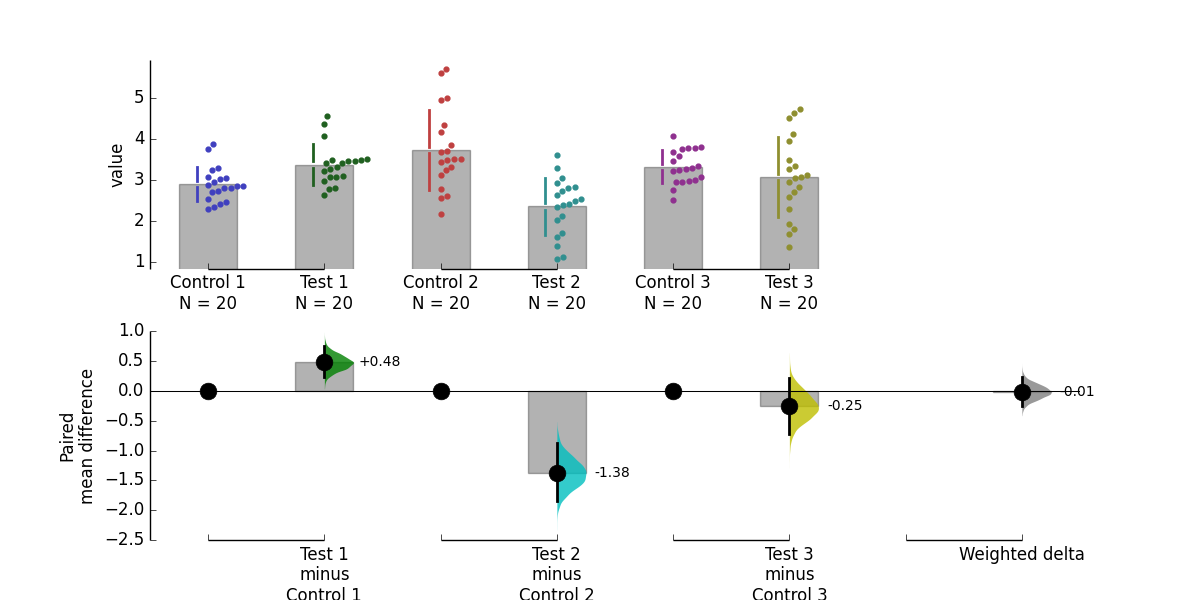 5
4
3
2
1
value
Control 1 Test 1 Control 2 Test 2 Control 3 Test 3
N = 20 N = 20 N = 20 N = 20 N = 20 N = 20
1.0
0.5
0.0
−0.5
−1.0
−1.5
−2.0
−2.5
Paired
mean difference
+0.48
-1.38
-0.25
-0.01
Test 1 Test 2 Test 3 Weighted delta
minus minus minus
Control 1 Control 2 Control 3